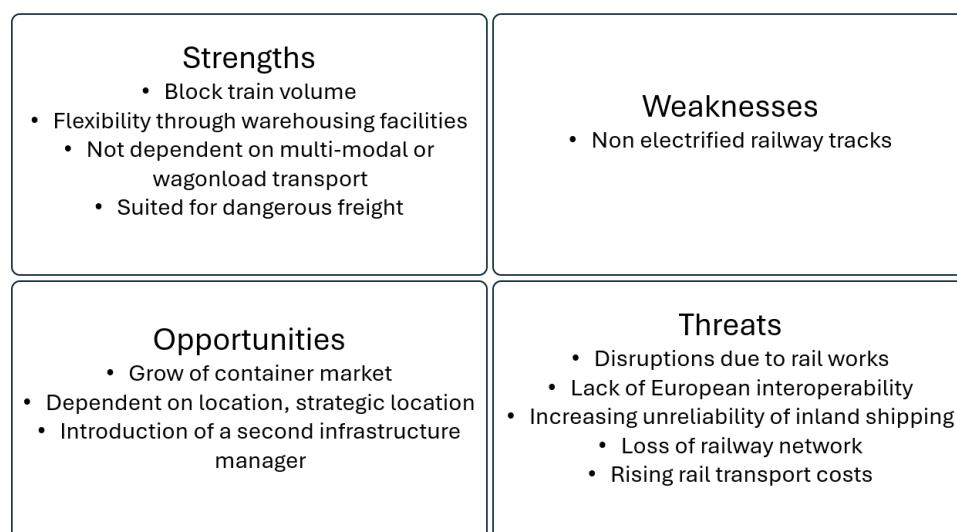 Strengths
• Block train volume
• Flexibility through warehousing facilities
• Not dependent on multi-modal or
wagonload transport
• Suited for dangerous freight
Weaknesses
• Non electrified railway tracks
Opportunities
• Grow of container market
• Dependent on location, strategic location
• Introduction of a second infrastructure
manager
Threats
• Disruptions due to rail works
• Lack of European interoperability
• Increasing unreliability of inland shipping
• Loss of railway network
• Rising rail transport costs